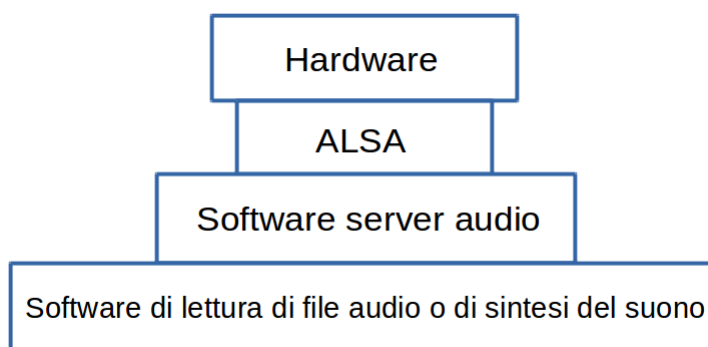 Hardware
ALSA
Software server audio
Software di lettura di file audio o di sintesi del suono